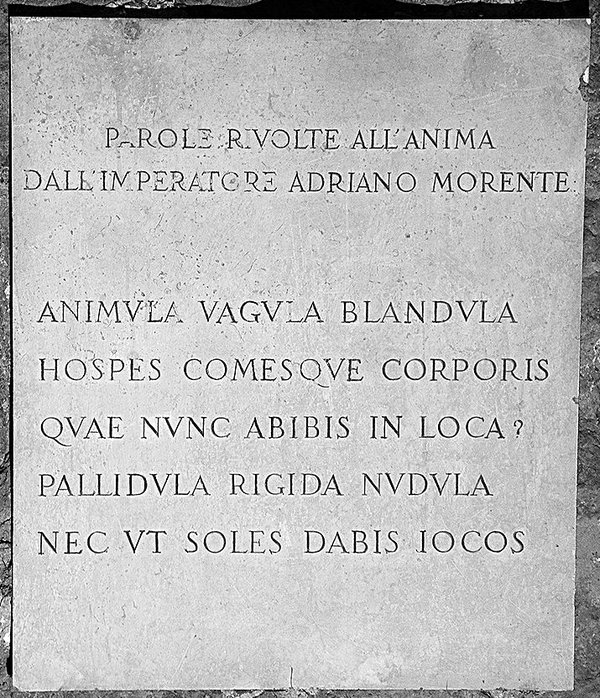 PAROLE RIVOLTE ALL'ANIMA
DALL'IMPERATORE ADRIANO MORENTE:
ANIMVLA VAGVLA BLANDVLA
HOSPES COMESQVE CORPORIS
QVAE NVNC ABIBIS IN LOCA?
PALLIDVLA RIGIDA NVDVLA
NEC VT SOLES DABIS IOCOS